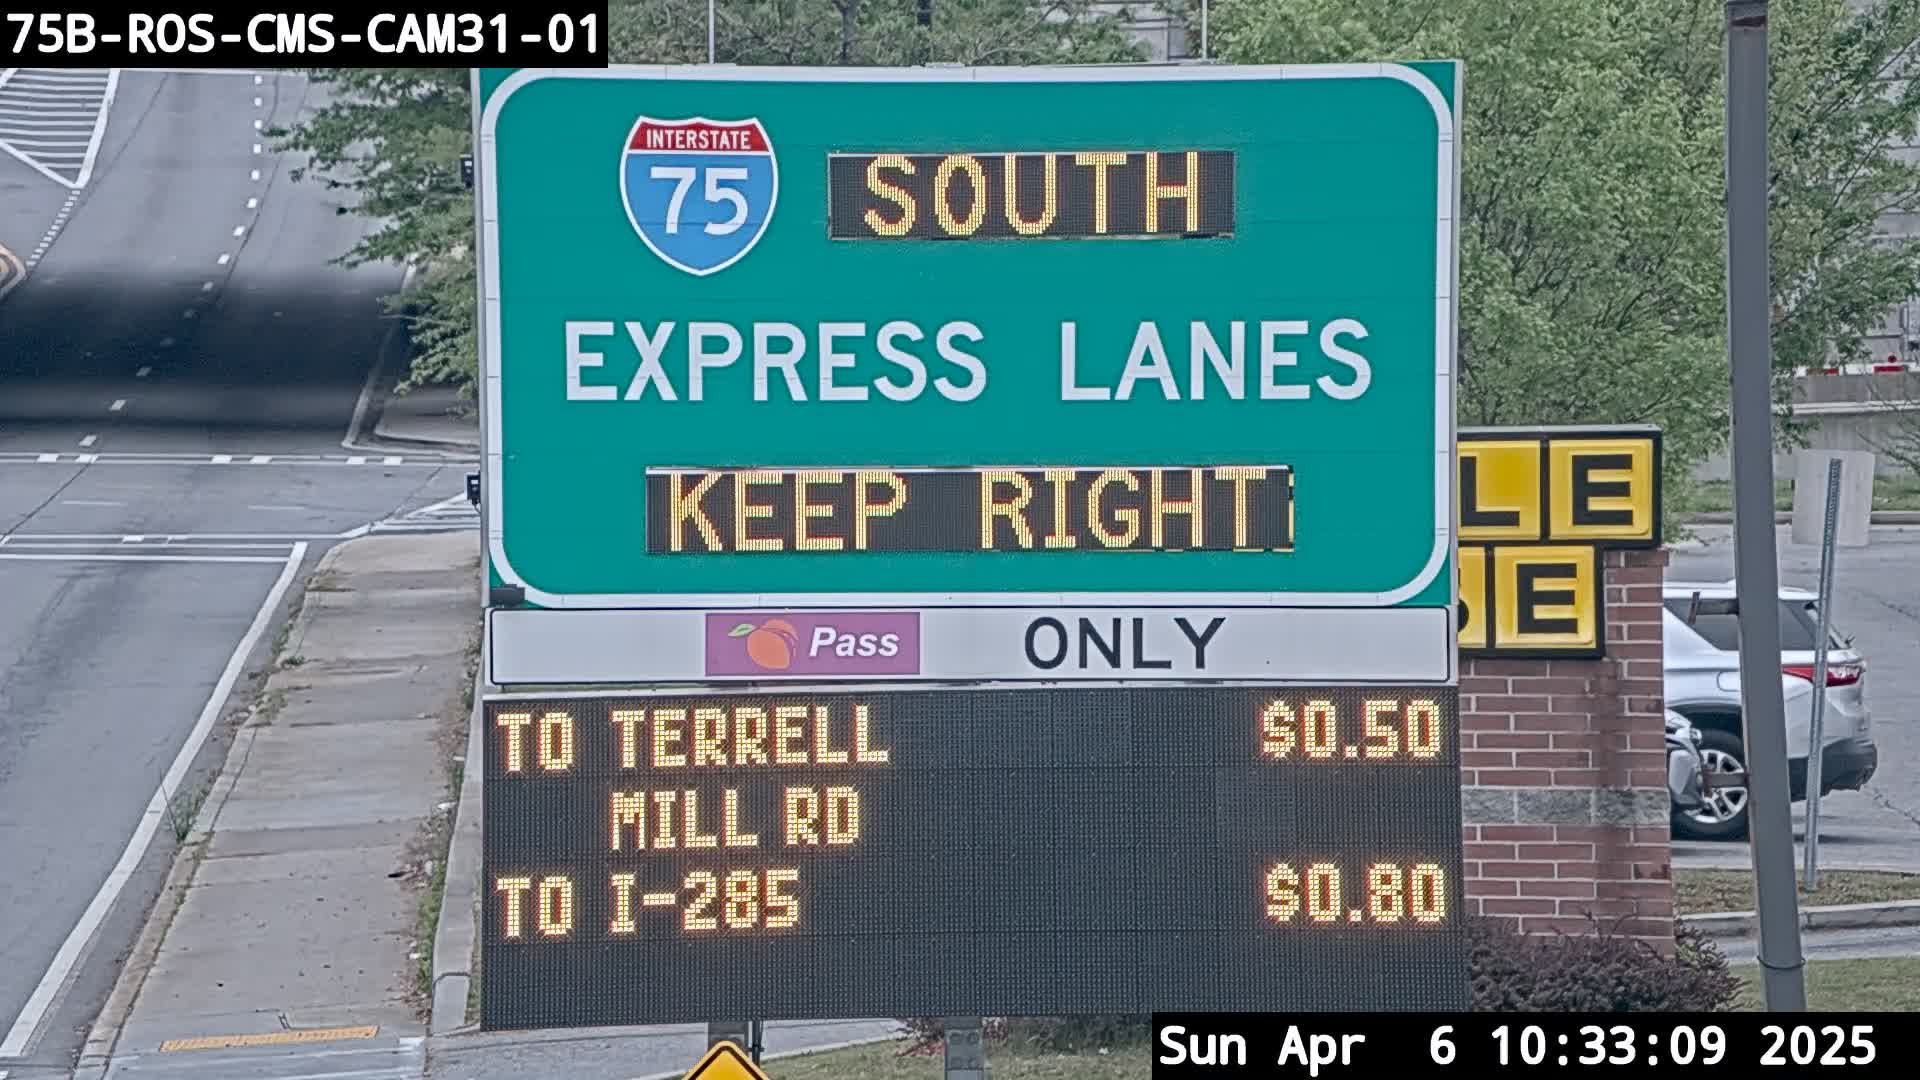 75B-ROS-CMS-CAM31-01
INTERSTATE
75
SOUTH
EXPRESS LANES
KEEP RIGHT
Pass ONLY
TO TERRELL $0.50
MILL RD
TO I-285 $0.80
LE
E
Sun Apr 6 10:33:09 2025